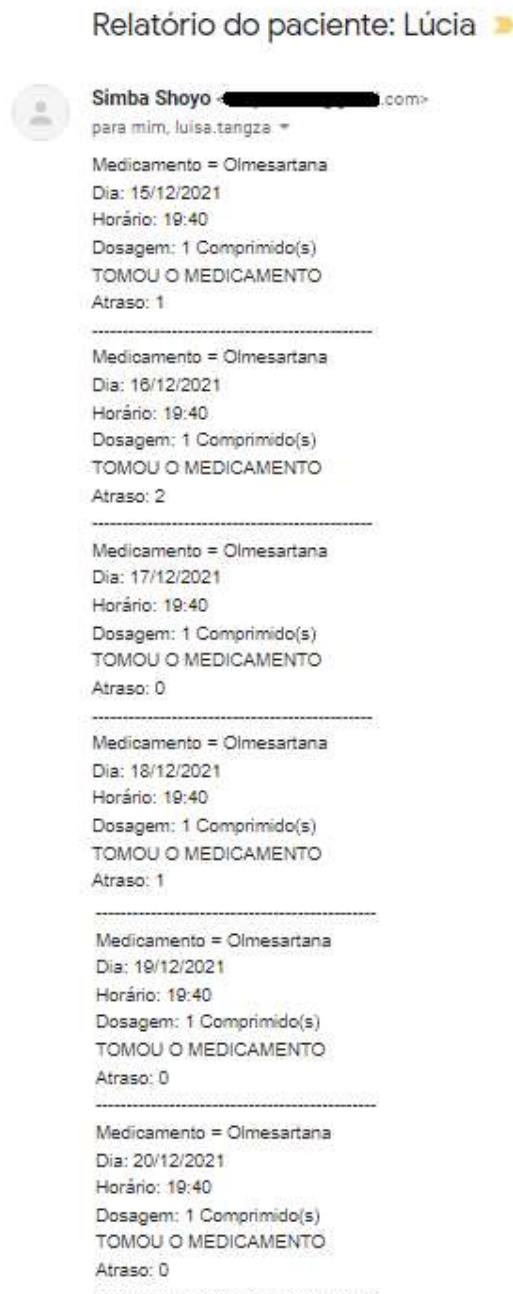 Relatório do paciente: Lúcia
Simba Shoyo < .com>
para mim, luisa.tangza
Medicamento = Olmesartana
Dia: 15/12/2021
Horário: 19:40
Dosagem: 1 Comprimido(s)
TOMOU O MEDICAMENTO
Atraso: 1
------------------------------------------------
Medicamento = Olmesartana
Dia: 16/12/2021
Horário: 19:40
Dosagem: 1 Comprimido(s)
TOMOU O MEDICAMENTO
Atraso: 2
------------------------------------------------
Medicamento = Olmesartana
Dia: 17/12/2021
Horário: 19:40
Dosagem: 1 Comprimido(s)
TOMOU O MEDICAMENTO
Atraso: 0
------------------------------------------------
Medicamento = Olmesartana
Dia: 18/12/2021
Horário: 19:40
Dosagem: 1 Comprimido(s)
TOMOU O MEDICAMENTO
Atraso: 1
------------------------------------------------
Medicamento = Olmesartana
Dia: 19/12/2021
Horário: 19:40
Dosagem: 1 Comprimido(s)
TOMOU O MEDICAMENTO
Atraso: 0
------------------------------------------------
Medicamento = Olmesartana
Dia: 20/12/2021
Horário: 19:40
Dosagem: 1 Comprimido(s)
TOMOU O MEDICAMENTO
Atraso: 0